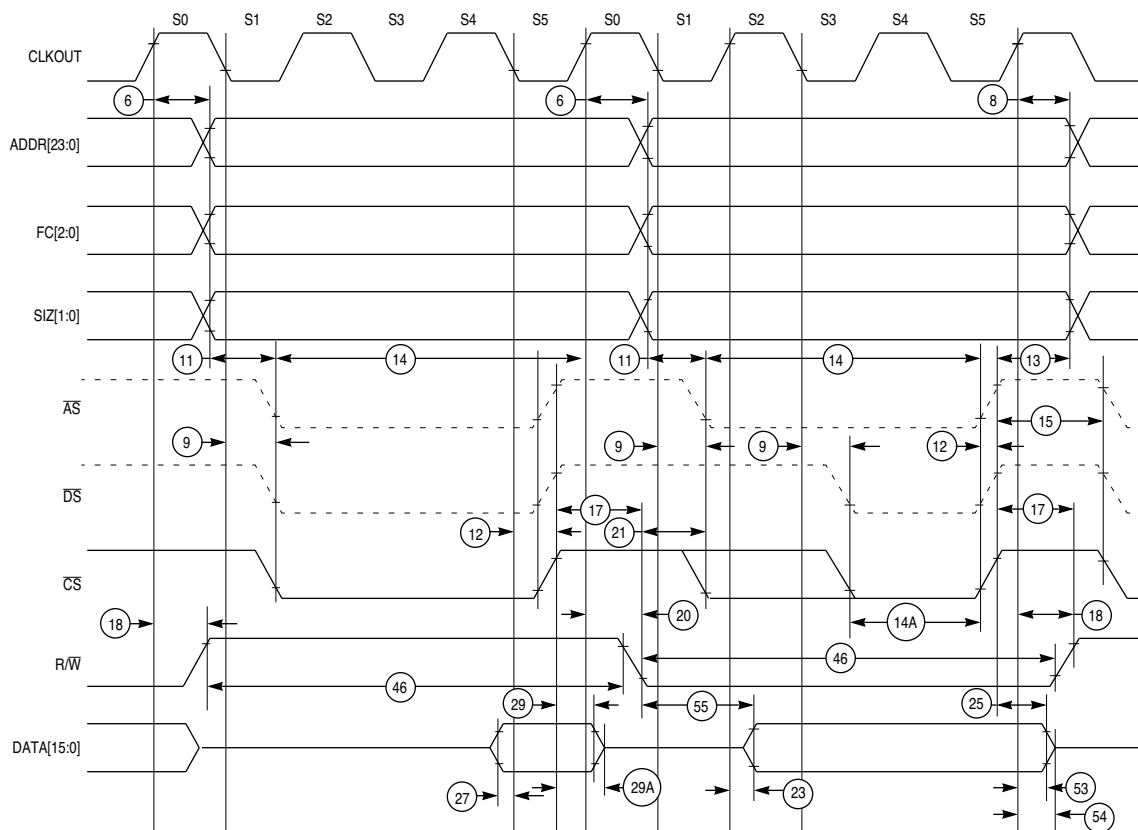 S0 S1 S2 S3 S4 S5 S0 S1 S2 S3 S4 S5
CLKOUT
6 6 8
ADDR[23:0]
FC[2:0]
SIZ[1:0]
11 14 11 14 13
AS
15
9 9 9 12
DS
17 17
12 21
CS
18 20 14A 18
R/W
46
46
29 55 25
DATA[15:0]
27 29A 23 53
54